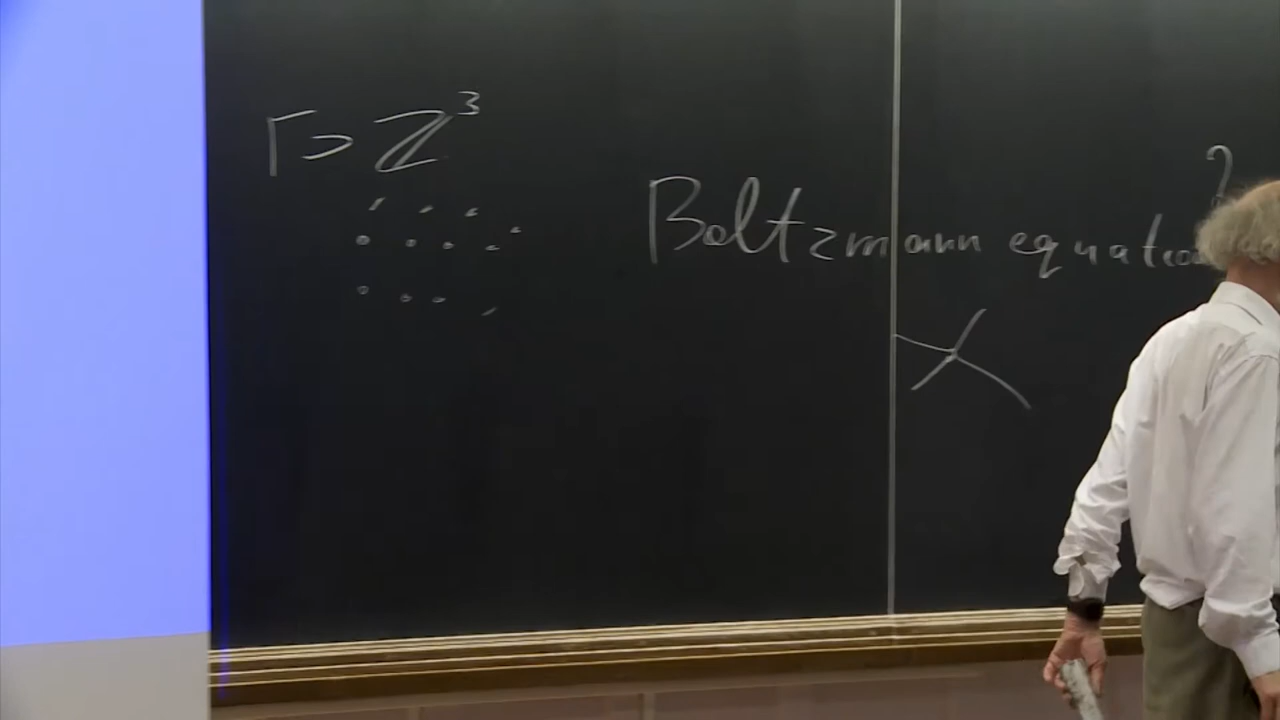 Γ ⊃ ℤ³
Boltzmann equation ?